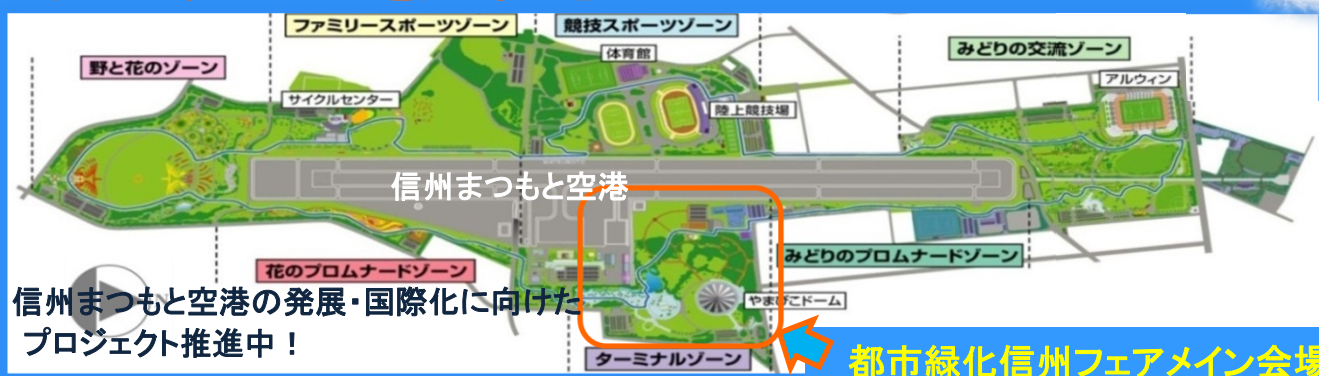 ファミリースポーツゾーン
競技スポーツゾーン
みどりの交流ゾーン
野と花のゾーン
体育館
アルウィン
サイクルセンター
陸上競技場
信州まつもと空港
みどりのプロムナードゾーン
花のプロムナードゾーン
やまびこドーム
信州まつもと空港の発展・国際化に向けた
プロジェクト推進中！
ターミナルゾーン
都市緑化信州フェアメイン会場